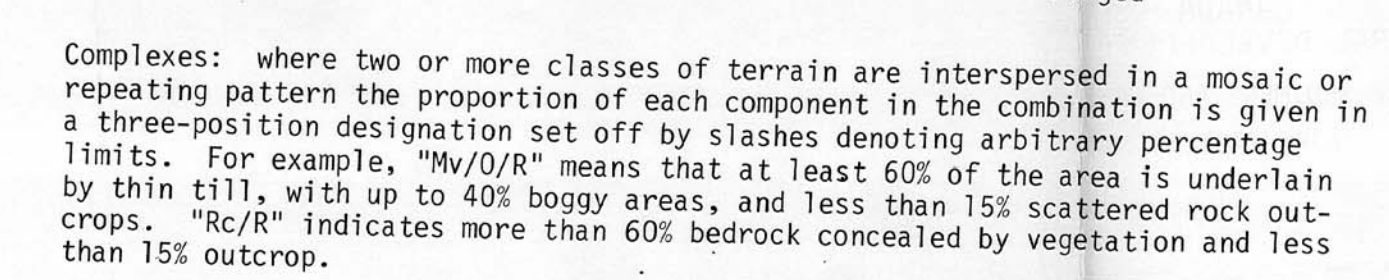 Complexes: where two or more classes of terrain are interspersed in a mosaic or
repeating pattern the proportion of each component in the combination is given in
a three-position designation set off by slashes denoting arbitrary percentage
limits. For example, "Mv/O/R" means that at least 60% of the area is underlain
by thin till, with up to 40% boggy areas, and less than 15% scattered rock out-
crops. "Rc/R" indicates more than 60% bedrock concealed by vegetation and less
than 15% outcrop.